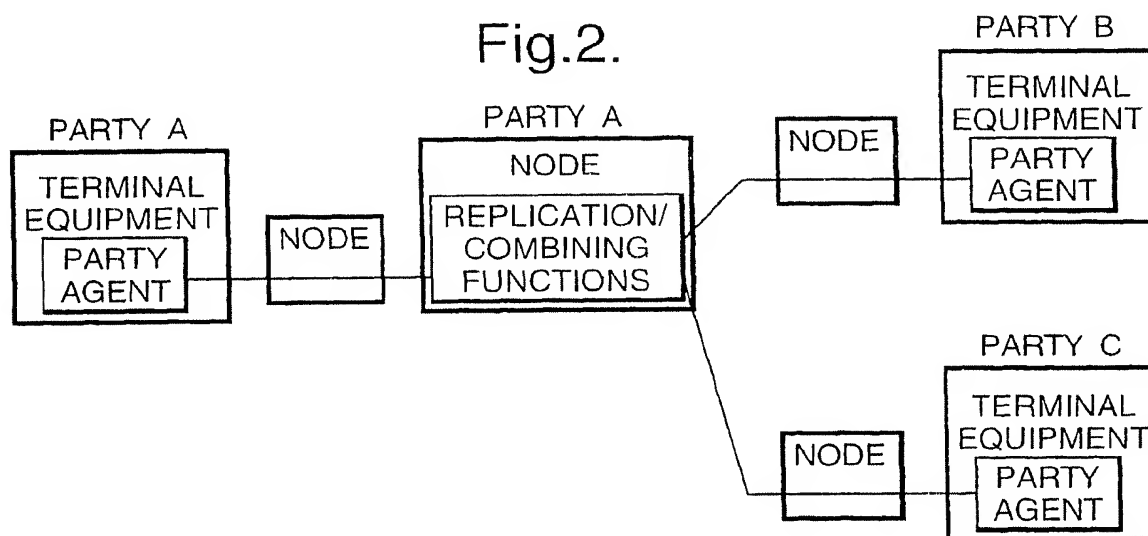 Fig.2.
PARTY A
TERMINAL
EQUIPMENT
PARTY
AGENT
NODE
PARTY A
NODE
REPLICATION/
COMBINING
FUNCTIONS
NODE
PARTY B
TERMINAL
EQUIPMENT
PARTY
AGENT
NODE
PARTY C
TERMINAL
EQUIPMENT
PARTY
AGENT